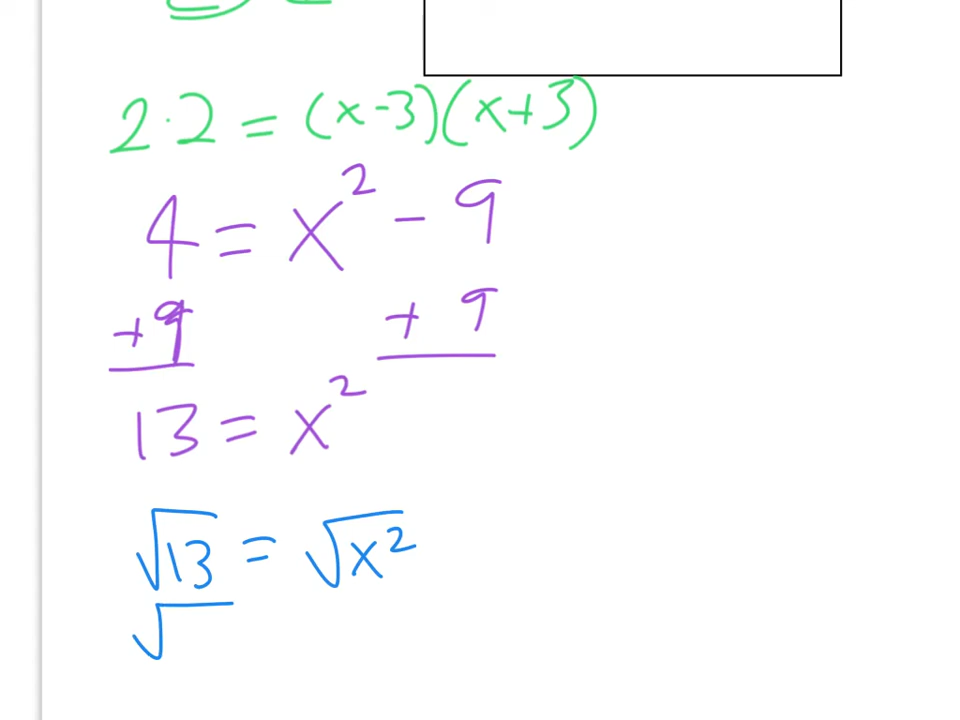 2·2 = (x-3)(x+3)
4 = x² - 9
+9 + 9
13 = x²
√13 = √x²
√